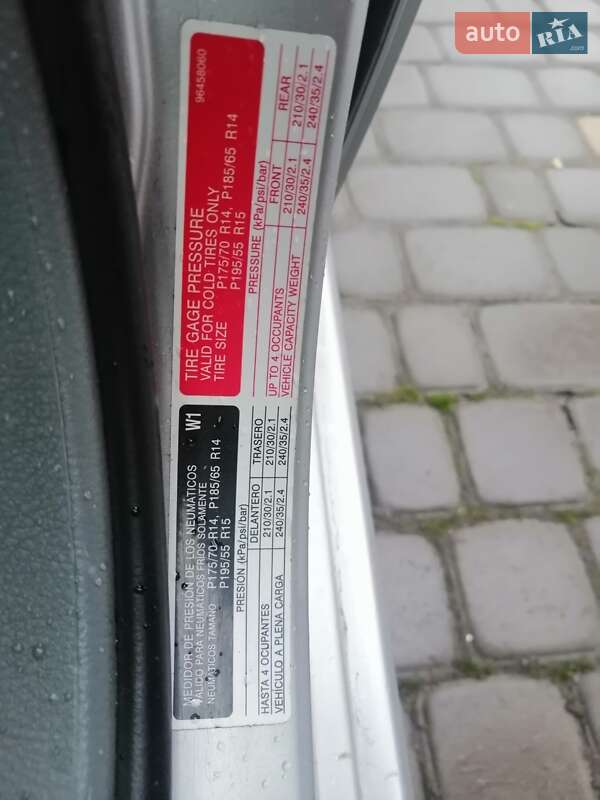 auto RIA .com
96458060
TIRE GAGE PRESSURE
VALID FOR COLD TIRES ONLY
TIRE SIZE P175/70 R14, P185/65 R14
P195/55 R15
PRESSURE (kPa/psi/bar)
FRONT REAR
UP TO 4 OCCUPANTS 210/30/2.1 210/30/2.1
VEHICLE CAPACITY WEIGHT 240/35/2.4 240/35/2.4
MEDIDOR DE PRESION DE LOS NEUMÁTICOS W1
VALIDO PARA NEUMATICOS FRIOS SOLAMENTE
NEUMATICOS TAMAÑO P175/70 R14, P185/65 R14
P195/55 R15
PRESION (kPa/psi/bar)
DELANTERO TRASERO
HASTA 4 OCUPANTES 210/30/2.1 210/30/2.1
VEHÍCULO A PLENA CARGA 240/35/2.4 240/35/2.4